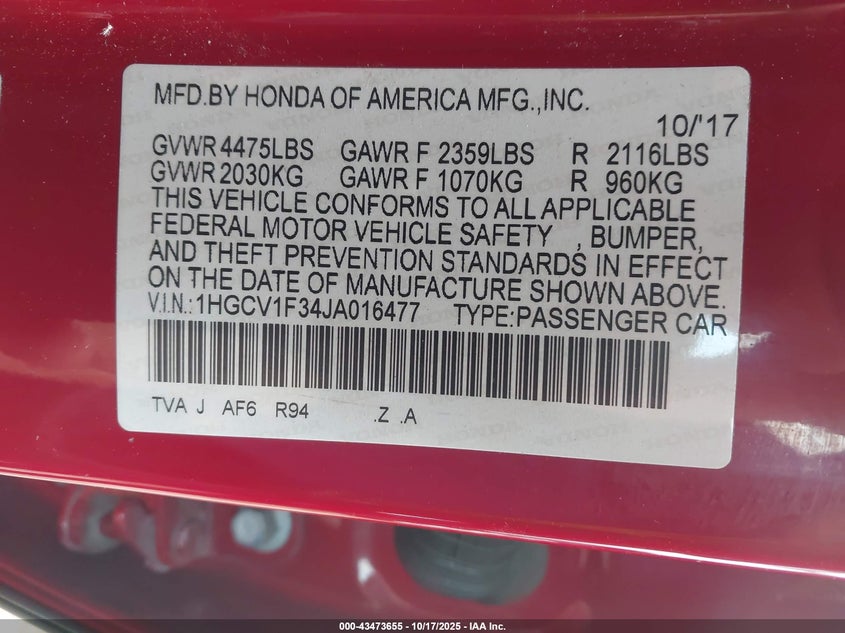 MFD.BY HONDA OF AMERICA MFG.,INC.
10/'17
GVWR 4475LBS GAWR F 2359LBS R 2116LBS
GVWR 2030KG GAWR F 1070KG R 960KG
THIS VEHICLE CONFORMS TO ALL APPLICABLE
FEDERAL MOTOR VEHICLE SAFETY , BUMPER,
AND THEFT PREVENTION STANDARDS IN EFFECT
ON THE DATE OF MANUFACTURE SHOWN ABOVE.
V.I.N.:1HGCV1F34JA016477 TYPE:PASSENGER CAR
TVA J AF6 R94 .Z .A
000-43473655 - 10/17/2025 - IAA Inc.